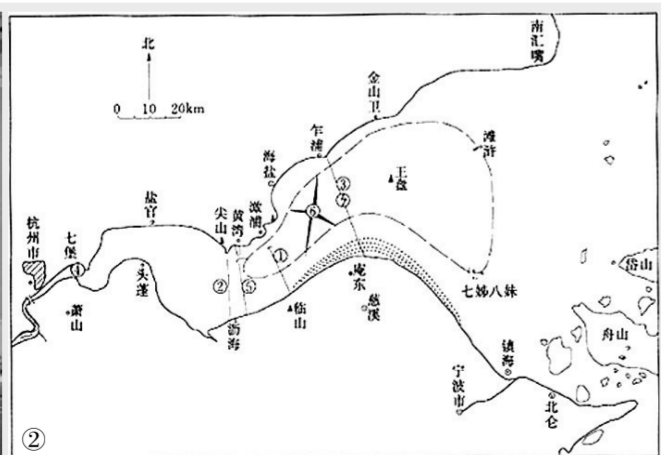 北
0 10 20km
南汇嘴
金山卫
乍浦
滩浒
王盘
海盐
③
⑦
⑥
澉浦
黄湾
尖山
盐官
杭州市
七堡
④
头蓬
萧山
①
②
⑤
临山
沥海
庵东
慈溪
七姊八妹
岱山
舟山
镇海
宁波市
北仑
②